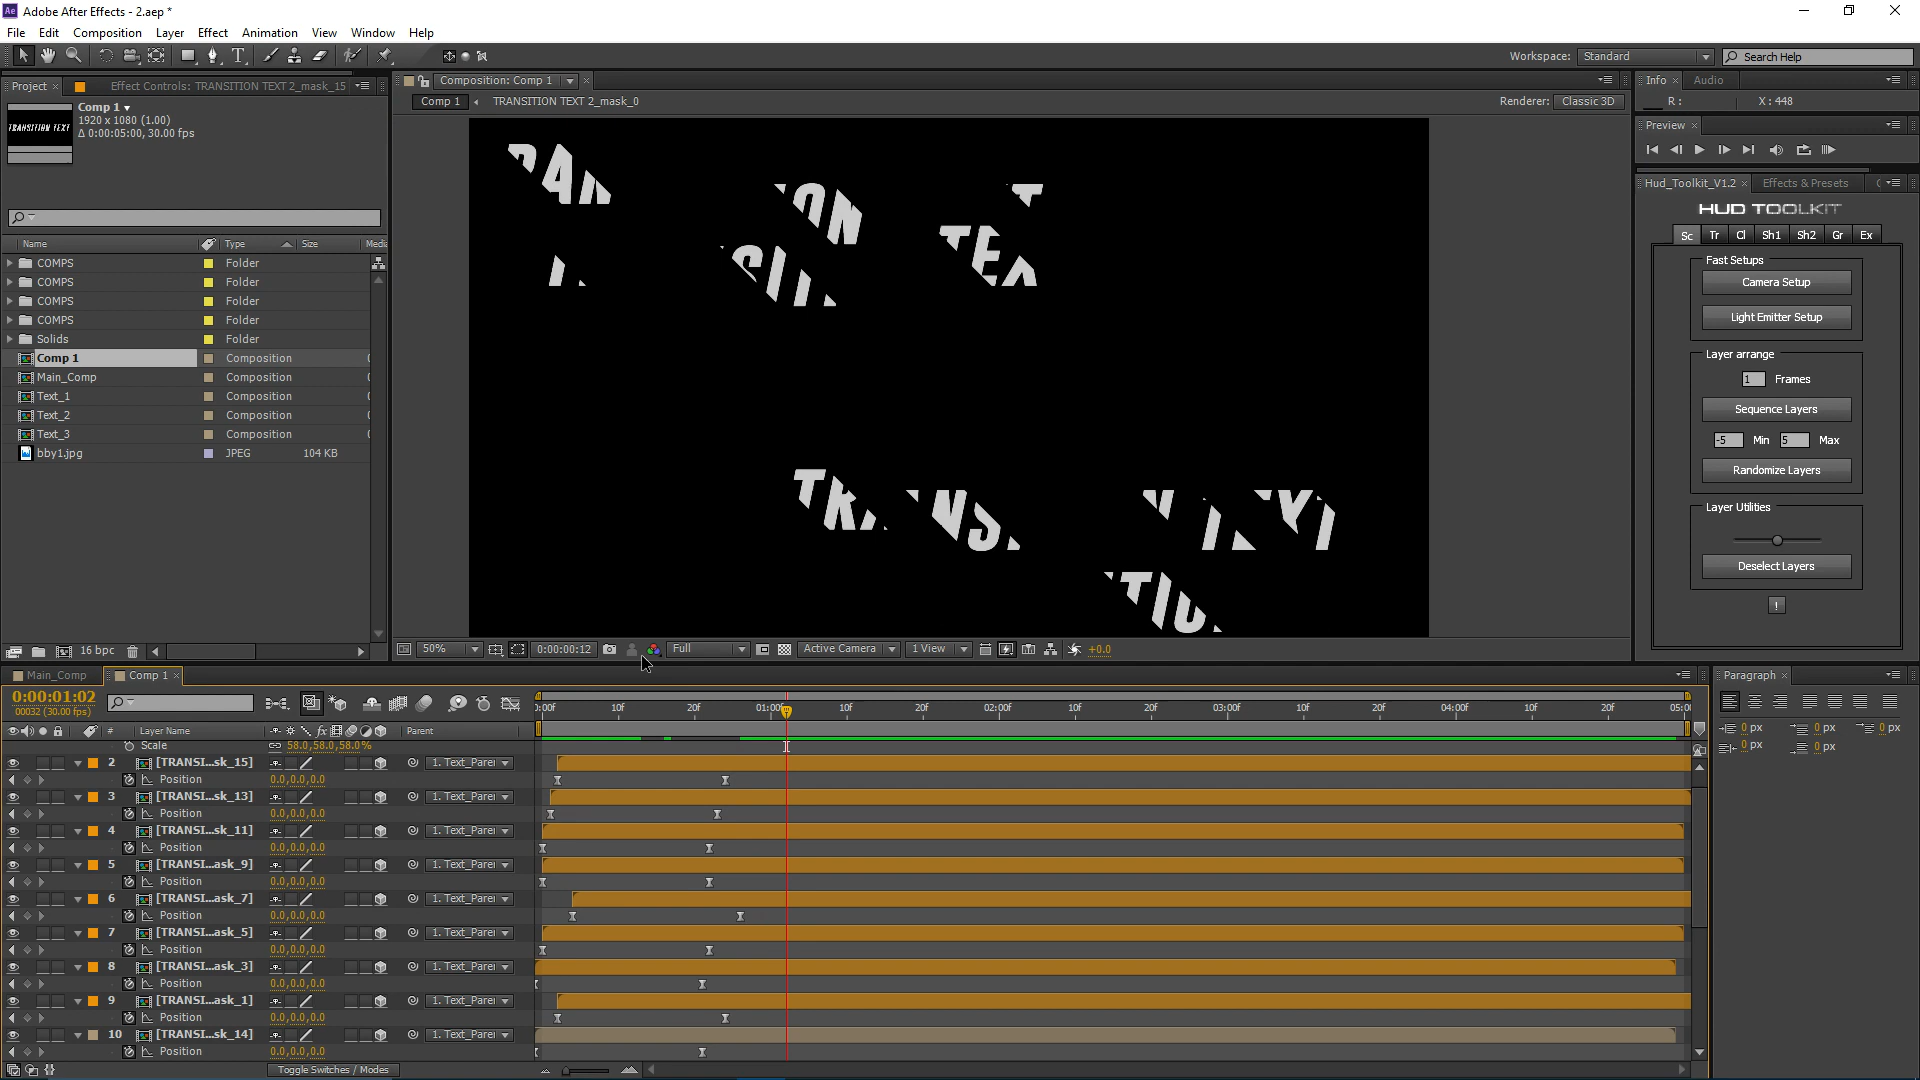 Adobe After Effects - 2.aep *
File Edit Composition Layer Effect Animation View Window Help
Workspace: Standard Search Help
Project Effect Controls: TRANSITION TEXT 2_mask_15
Composition: Comp 1
Info Audio
Comp 1 TRANSITION TEXT 2_mask_0
Renderer: Classic 3D
R: X: 448
TRANSITION TEXT
Comp 1
1920 x 1080 (1.00)
Δ 0:00:05:00, 30.00 fps
Preview
Hud_Toolkit_V1.2 Effects & Presets
HUD TOOLKIT
Sc Tr Cl Sh1 Sh2 Gr Ex
Fast Setups
Camera Setup
Light Emitter Setup
Layer arrange
1 Frames
Sequence Layers
-5 Min 5 Max
Randomize Layers
Layer Utilities
Deselect Layers
!
Name Type Size Media
COMPS Folder
COMPS Folder
COMPS Folder
COMPS Folder
Solids Folder
Comp 1 Composition
Main_Comp Composition
Text_1 Composition
Text_2 Composition
Text_3 Composition
bby1.jpg JPEG 104 KB
16 bpc
50% 0:00:00:12 Full Active Camera 1 View +0.0
Main_Comp Comp 1
Paragraph
0:00:01:02
00032 (30.00 fps)
0:00f 10f 20f 01:00f 10f 20f 02:00f 10f 20f 03:00f 10f 20f 04:00f 10f 20f 05:00
# Layer Name fx Parent
Scale 58.0,58.0,58.0%
2 [TRANSI...sk_15] 1. Text_Parei
Position 0.0,0.0,0.0
3 [TRANSI...sk_13] 1. Text_Parei
Position 0.0,0.0,0.0
4 [TRANSI...sk_11] 1. Text_Parei
Position 0.0,0.0,0.0
5 [TRANSI...ask_9] 1. Text_Parei
Position 0.0,0.0,0.0
6 [TRANSI...ask_7] 1. Text_Parei
Position 0.0,0.0,0.0
7 [TRANSI...ask_5] 1. Text_Parei
Position 0.0,0.0,0.0
8 [TRANSI...ask_3] 1. Text_Parei
Position 0.0,0.0,0.0
9 [TRANSI...ask_1] 1. Text_Parei
Position 0.0,0.0,0.0
10 [TRANSI...sk_14] 1. Text_Parei
Position 0.0,0.0,0.0
Toggle Switches / Modes
0 px 0 px 0 px
0 px 0 px